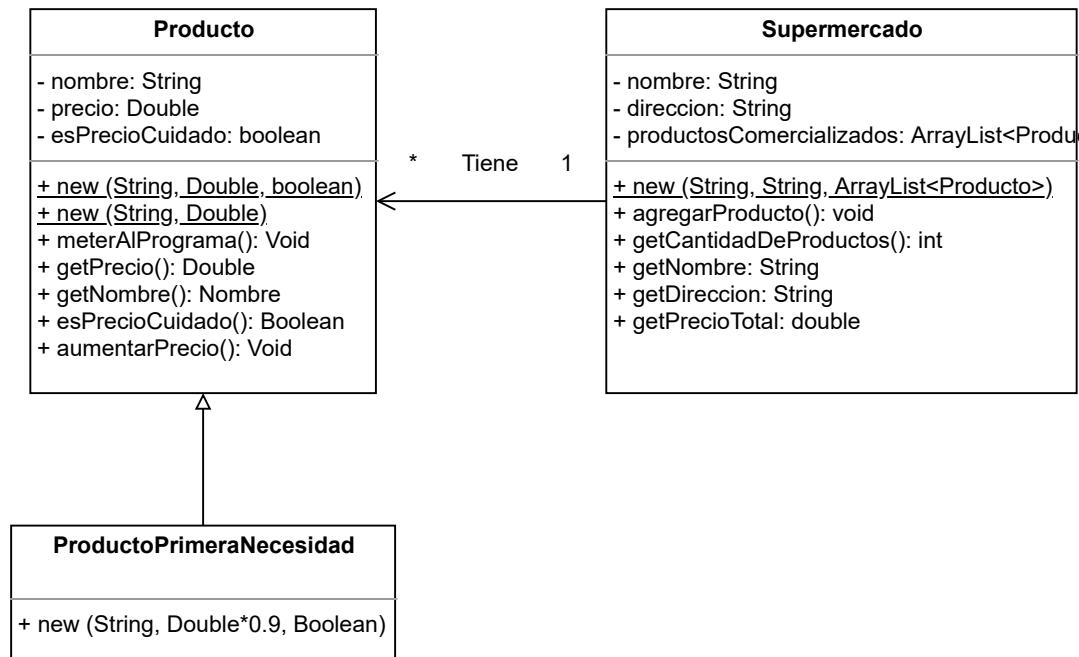 Producto
- nombre: String
- precio: Double
- esPrecioCuidado: boolean
+ new (String, Double, boolean)
+ new (String, Double)
+ meterAlPrograma(): Void
+ getPrecio(): Double
+ getNombre(): Nombre
+ esPrecioCuidado(): Boolean
+ aumentarPrecio(): Void
* Tiene 1
Supermercado
- nombre: String
- direccion: String
- productosComercializados: ArrayList<Produ
+ new (String, String, ArrayList<Producto>)
+ agregarProducto(): void
+ getCantidadDeProductos(): int
+ getNombre: String
+ getDireccion: String
+ getPrecioTotal: double
ProductoPrimeraNecesidad
+ new (String, Double*0.9, Boolean)